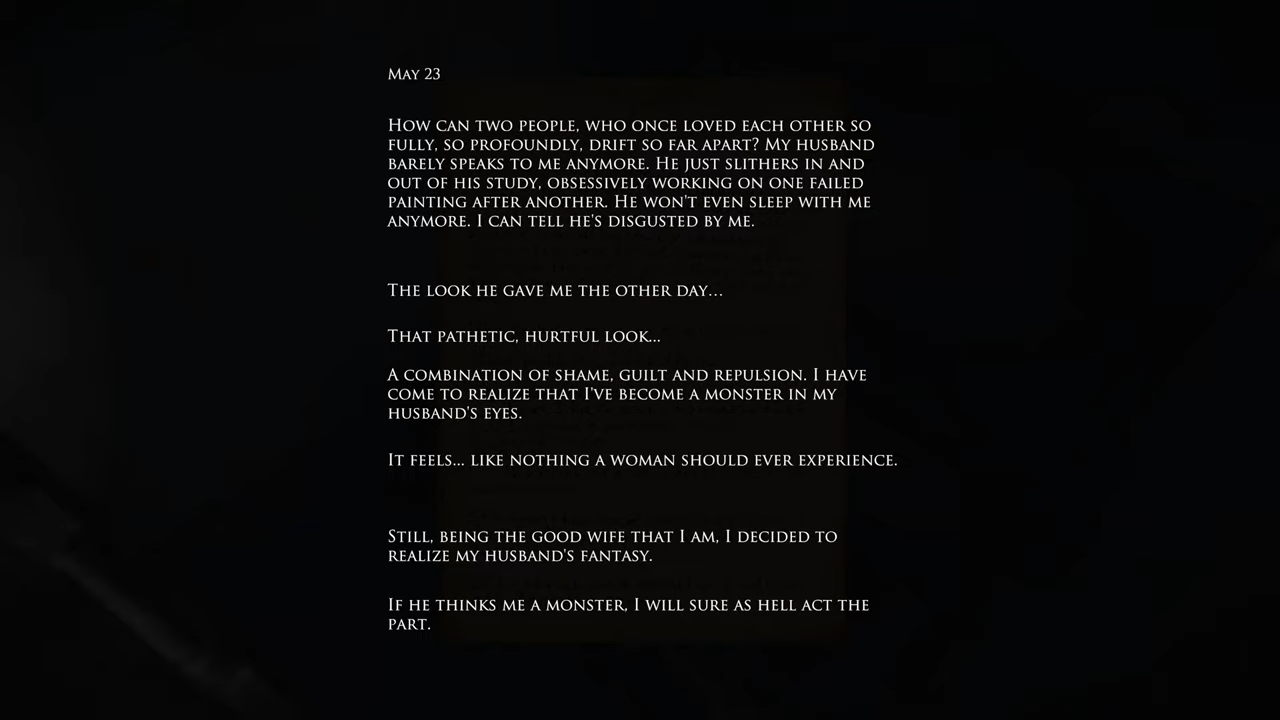 May 23
How can two people, who once loved each other so
fully, so profoundly, drift so far apart? My husband
barely speaks to me anymore. He just slithers in and
out of his study, obsessively working on one failed
painting after another. He won't even sleep with me
anymore. I can tell he's disgusted by me.
The look he gave me the other day...
That pathetic, hurtful look...
A combination of shame, guilt and repulsion. I have
come to realize that I've become a monster in my
husband's eyes.
It feels... like nothing a woman should ever experience.
Still, being the good wife that I am, I decided to
realize my husband's fantasy.
If he thinks me a monster, I will sure as hell act the
part.